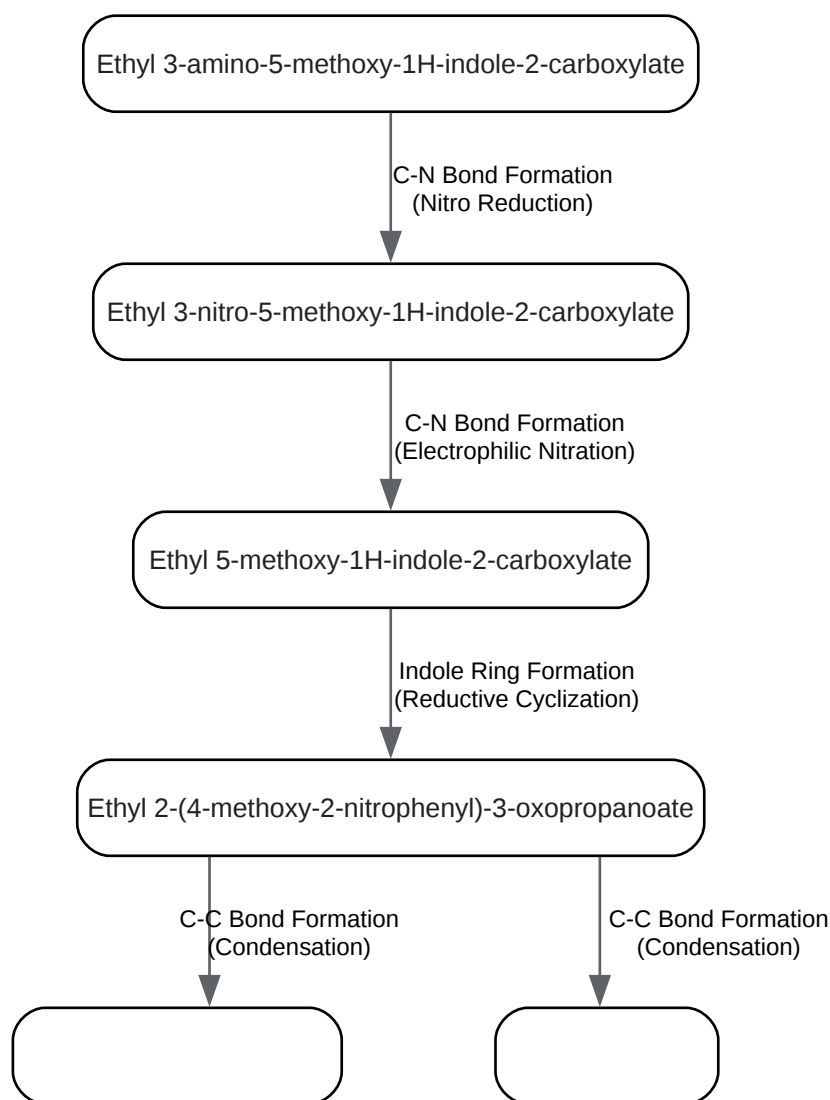 Ethyl 3-amino-5-methoxy-1H-indole-2-carboxylate
C-N Bond Formation
(Nitro Reduction)
Ethyl 3-nitro-5-methoxy-1H-indole-2-carboxylate
C-N Bond Formation
(Electrophilic Nitration)
Ethyl 5-methoxy-1H-indole-2-carboxylate
Indole Ring Formation
(Reductive Cyclization)
Ethyl 2-(4-methoxy-2-nitrophenyl)-3-oxopropanoate
C-C Bond Formation
(Condensation)
C-C Bond Formation
(Condensation)